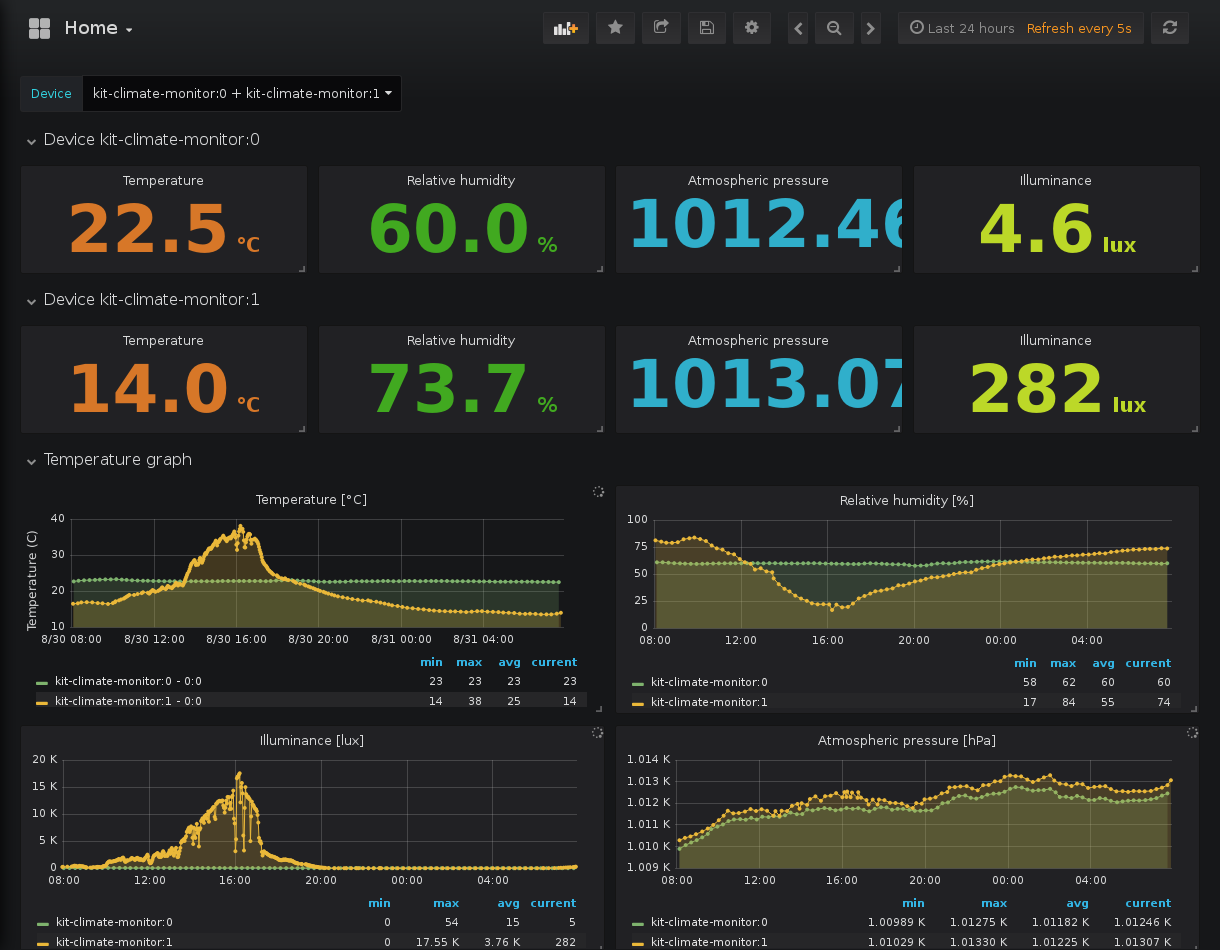 Home
Last 24 hours Refresh every 5s
Device kit-climate-monitor:0 + kit-climate-monitor:1
Device kit-climate-monitor:0
Temperature Relative humidity Atmospheric pressure Illuminance
22.5 °C 60.0 % 1012.46 4.6 lux
Device kit-climate-monitor:1
Temperature Relative humidity Atmospheric pressure Illuminance
14.0 °C 73.7 % 1013.07 282 lux
Temperature graph
Temperature [°C]
Temperature (C)
40
30
20
10
8/30 08:00 8/30 12:00 8/30 16:00 8/30 20:00 8/31 00:00 8/31 04:00
min max avg current
kit-climate-monitor:0 - 0:0 23 23 23 23
kit-climate-monitor:1 - 0:0 14 38 25 14
Relative humidity [%]
100
75
50
25
0
08:00 12:00 16:00 20:00 00:00 04:00
min max avg current
kit-climate-monitor:0 58 62 60 60
kit-climate-monitor:1 17 84 55 74
Illuminance [lux]
20 K
15 K
10 K
5 K
0
08:00 12:00 16:00 20:00 00:00 04:00
min max avg current
kit-climate-monitor:0 0 54 15 5
kit-climate-monitor:1 0 17.55 K 3.76 K 282
Atmospheric pressure [hPa]
1.014 K
1.013 K
1.012 K
1.011 K
1.010 K
1.009 K
08:00 12:00 16:00 20:00 00:00 04:00
min max avg current
kit-climate-monitor:0 1.00989 K 1.01275 K 1.01182 K 1.01246 K
kit-climate-monitor:1 1.01029 K 1.01330 K 1.01225 K 1.01307 K